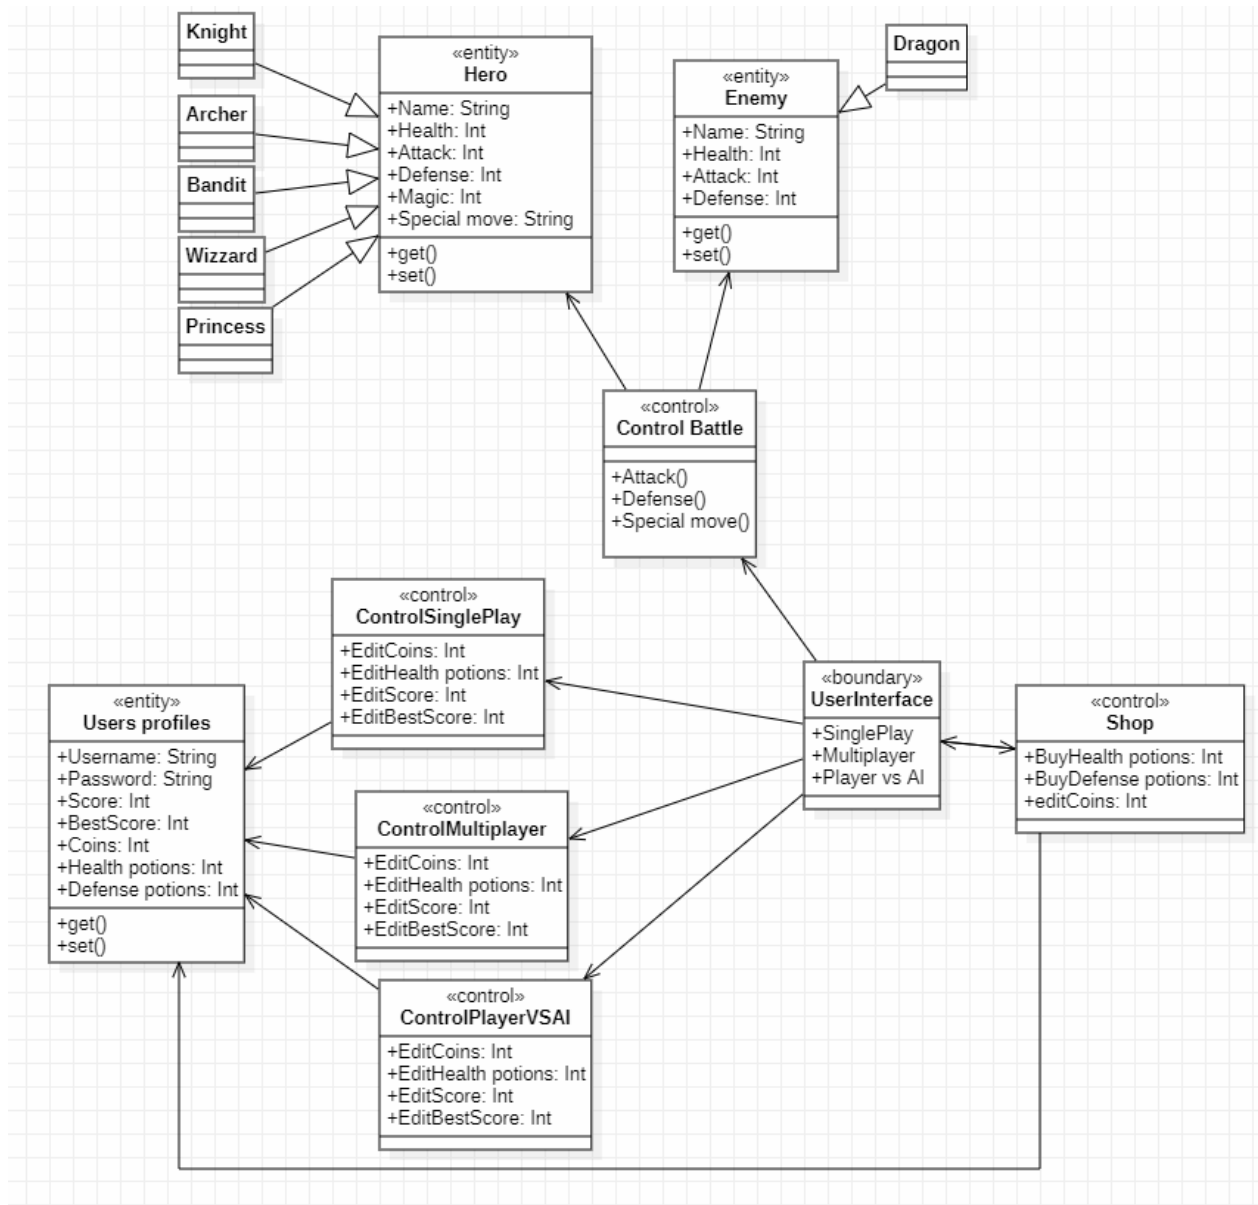 Knight
Archer
Bandit
Wizzard
Princess
«entity»
Hero
+Name: String
+Health: Int
+Attack: Int
+Defense: Int
+Magic: Int
+Special move: String
+get()
+set()
«entity»
Enemy
+Name: String
+Health: Int
+Attack: Int
+Defense: Int
+get()
+set()
Dragon
«control»
Control Battle
+Attack()
+Defense()
+Special move()
«control»
ControlSinglePlay
+EditCoins: Int
+EditHealth potions: Int
+EditScore: Int
+EditBestScore: Int
«entity»
Users profiles
+Username: String
+Password: String
+Score: Int
+BestScore: Int
+Coins: Int
+Health potions: Int
+Defense potions: Int
+get()
+set()
«control»
ControlMultiplayer
+EditCoins: Int
+EditHealth potions: Int
+EditScore: Int
+EditBestScore: Int
«control»
ControlPlayerVSAI
+EditCoins: Int
+EditHealth potions: Int
+EditScore: Int
+EditBestScore: Int
«boundary»
UserInterface
+SinglePlay
+Multiplayer
+Player vs AI
«control»
Shop
+BuyHealth potions: Int
+BuyDefense potions: Int
+editCoins: Int